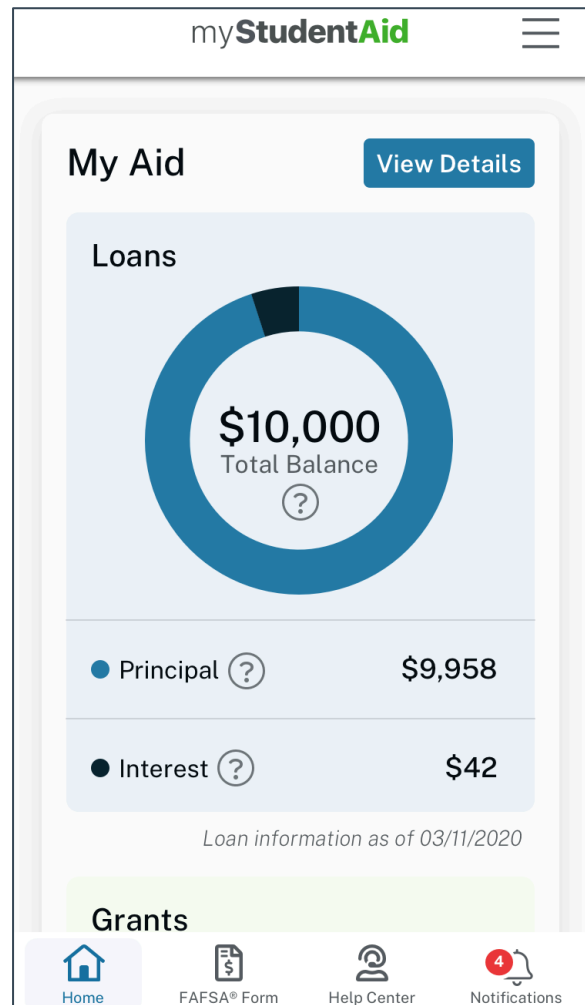 myStudentAid
My Aid
View Details
Loans
$10,000
Total Balance
?
Principal ?
$9,958
Interest ?
$42
Loan information as of 03/11/2020
Grants
$
4
Home
FAFSA® Form
Help Center
Notifications